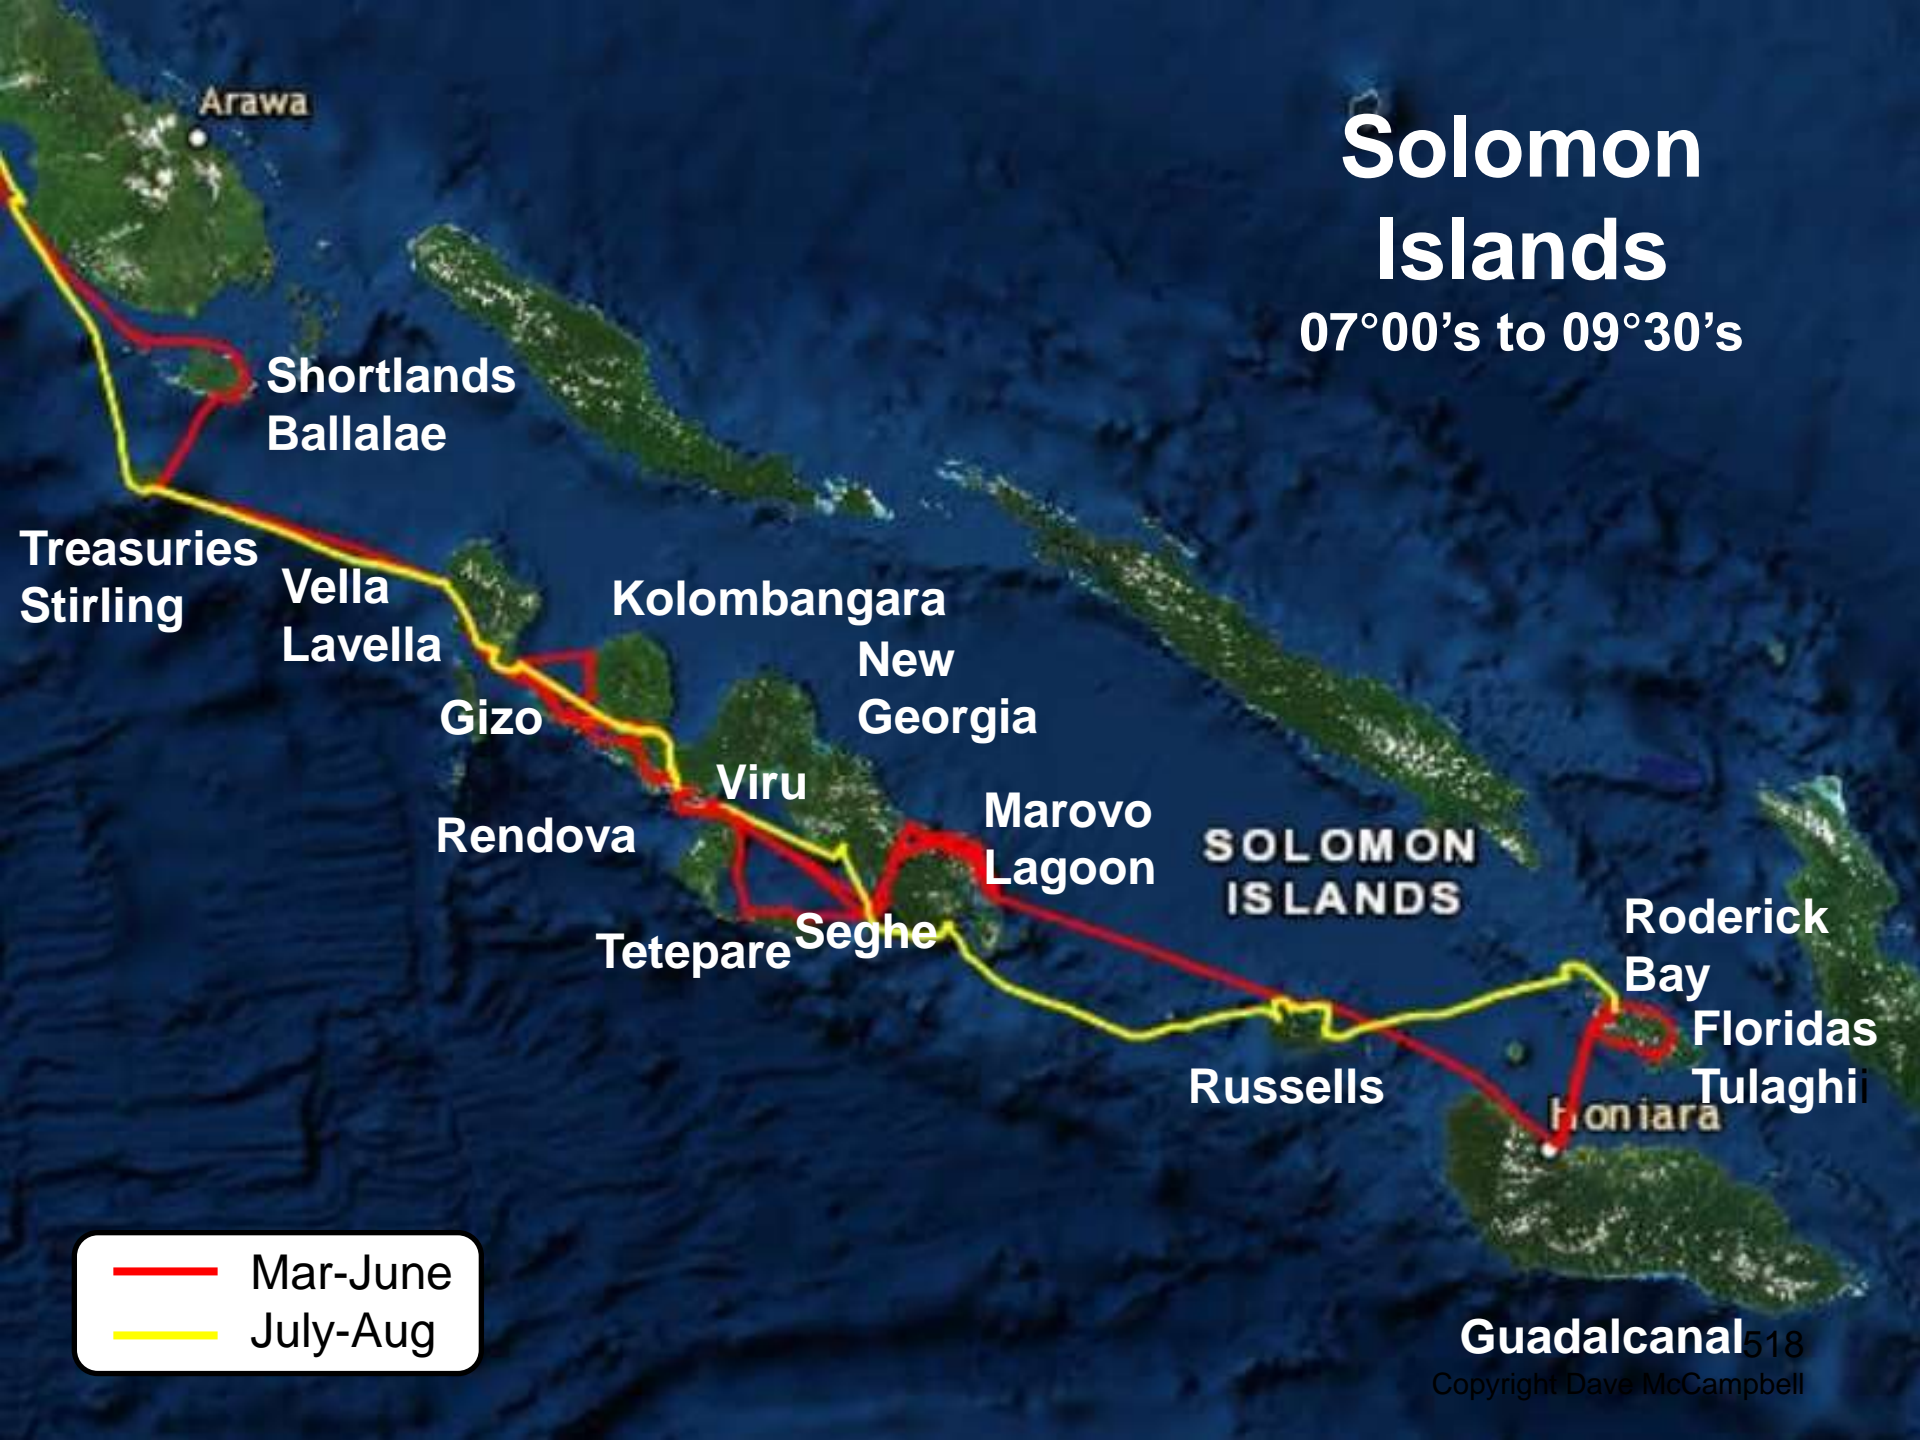 Arawa
Solomon
Islands
07°00’s to 09°30’s
Shortlands
Ballalae
Treasuries
Stirling
Vella
Lavella
Kolombangara
New
Georgia
Gizo
Viru
Rendova
Marovo
Lagoon
SOLOMON
ISLANDS
Seghe
Tetepare
Roderick
Bay
Floridas
Tulaghii
Russells
Honiara
Mar-June
July-Aug
Guadalcanal
518
Copyright Dave McCampbell